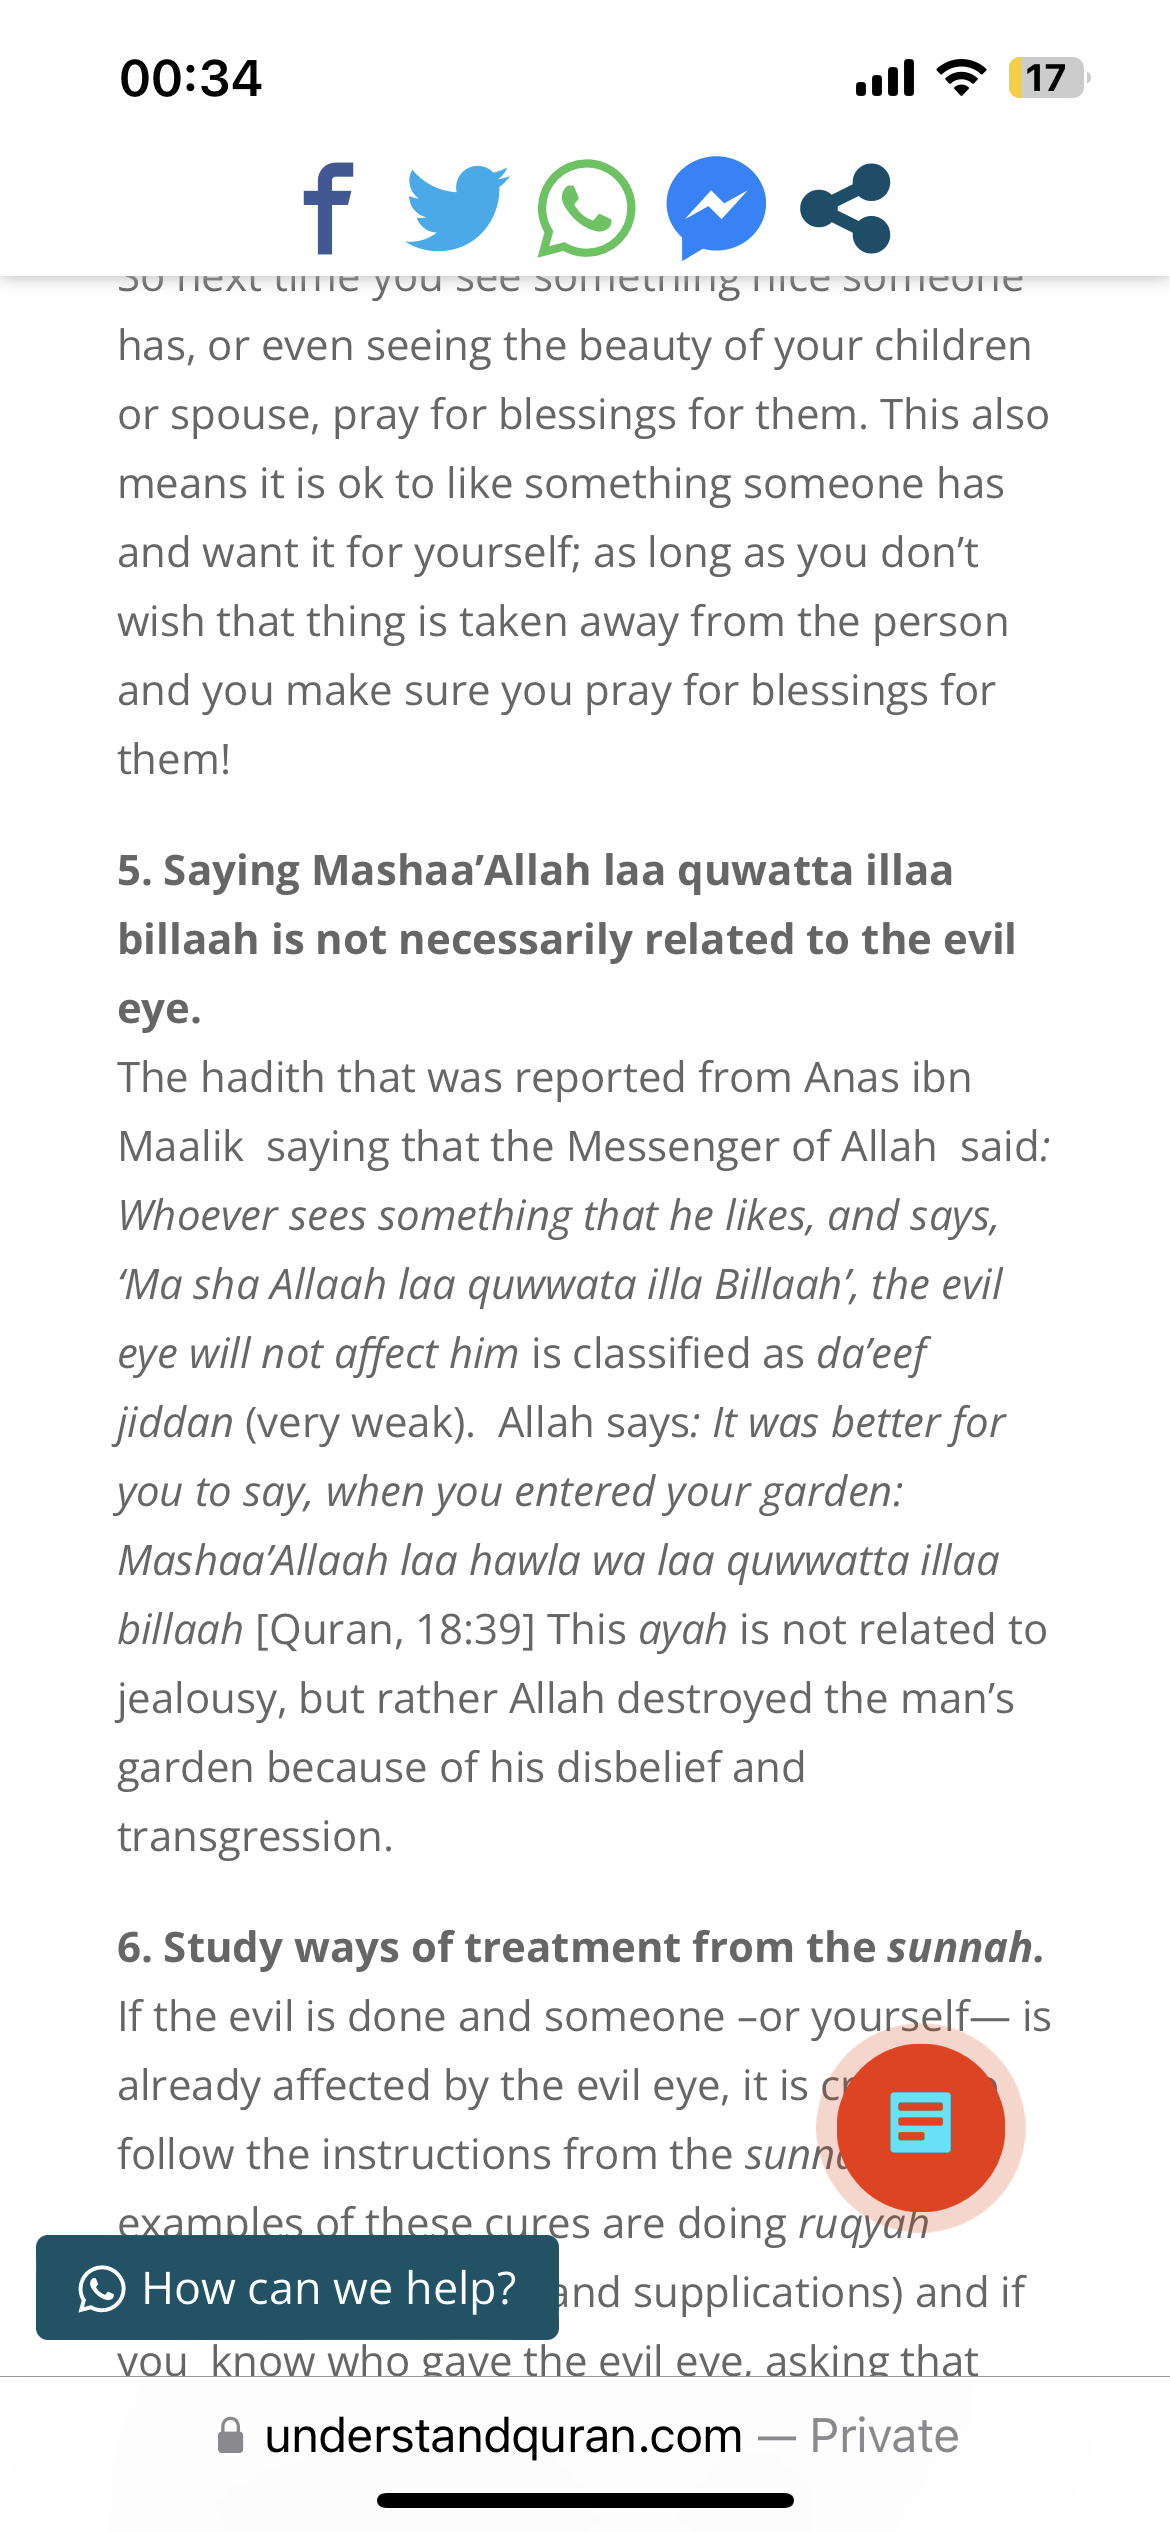 00:34
17
So next time you see something nice someone
has, or even seeing the beauty of your children
or spouse, pray for blessings for them. This also
means it is ok to like something someone has
and want it for yourself; as long as you don’t
wish that thing is taken away from the person
and you make sure you pray for blessings for
them!
5. Saying Mashaa’Allah laa quwatta illaa
billaah is not necessarily related to the evil
eye.
The hadith that was reported from Anas ibn
Maalik  saying that the Messenger of Allah  said:
Whoever sees something that he likes, and says,
‘Ma sha Allaah laa quwwata illa Billaah’, the evil
eye will not affect him is classified as da’eef
jiddan (very weak).  Allah says: It was better for
you to say, when you entered your garden:
Mashaa’Allaah laa hawla wa laa quwwatta illaa
billaah [Quran, 18:39] This ayah is not related to
jealousy, but rather Allah destroyed the man’s
garden because of his disbelief and
transgression.
6. Study ways of treatment from the sunnah.
If the evil is done and someone –or yourself— is
already affected by the evil eye, it is
follow the instructions from the
examples of these cures are doing ruqyah
How can we help?
and supplications) and if
you  know who gave the evil eye, asking that
understandquran.com — Private